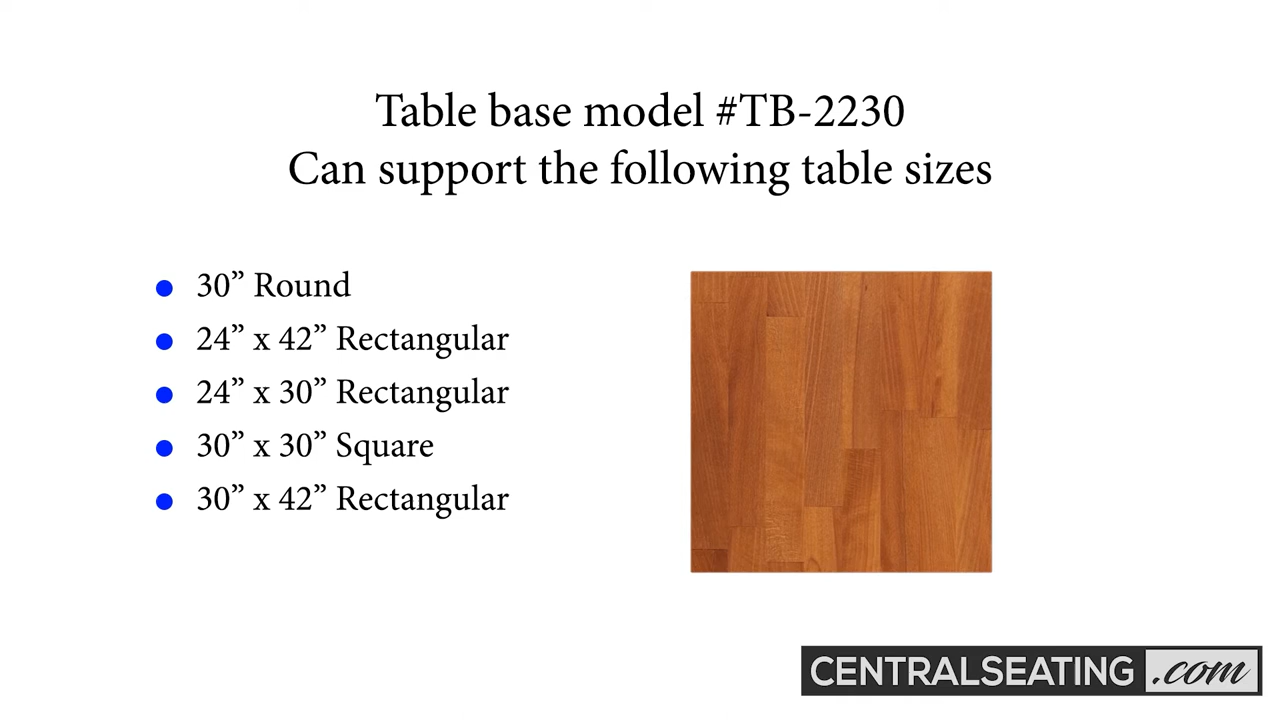 Table base model #TB-2230
Can support the following table sizes
30” Round
24” x 42” Rectangular
24” x 30” Rectangular
30” x 30” Square
30” x 42” Rectangular
CENTRALSEATING.com